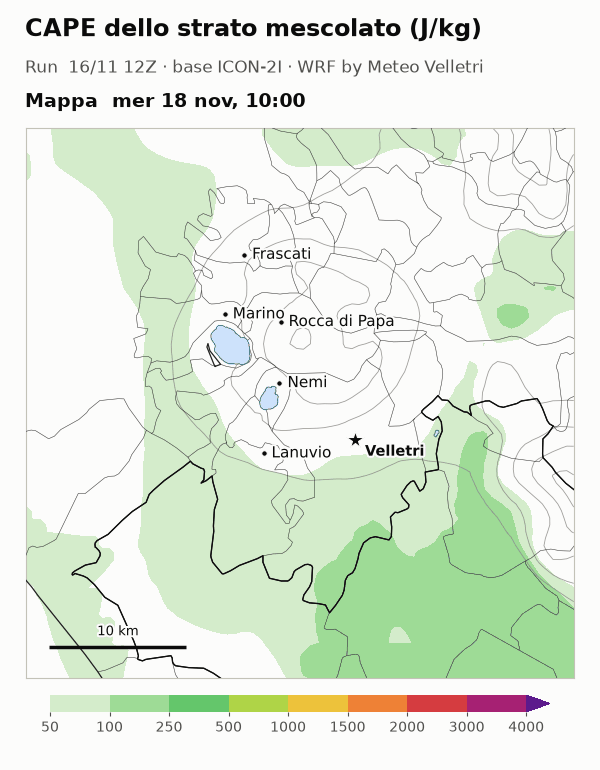 CAPE dello strato mescolato (J/kg)
Run  16/11 12Z · base ICON-2I · WRF by Meteo Velletri
Mappa  mer 18 nov, 10:00
Frascati
Marino
Rocca di Papa
Nemi
Lanuvio
Velletri
10 km
50 100 250 500 1000 1500 2000 3000 4000